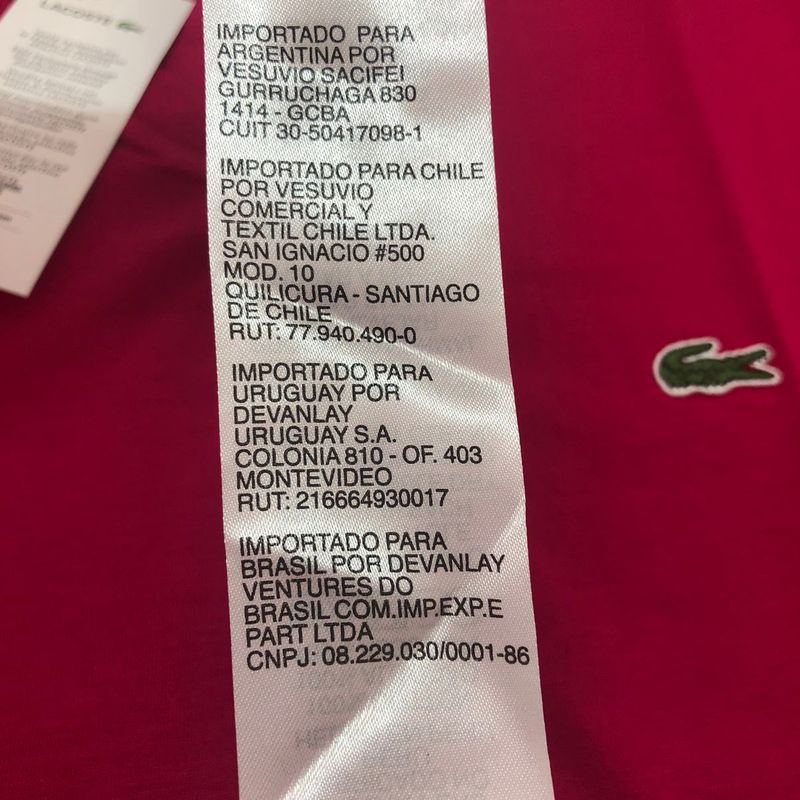 LACOSTE
IMPORTADO PARA
ARGENTINA POR
VESUVIO SACIFEI
GURRUCHAGA 830
1414 - GCBA
CUIT 30-50417098-1
IMPORTADO PARA CHILE
POR VESUVIO
COMERCIAL Y
TEXTIL CHILE LTDA.
SAN IGNACIO #500
MOD. 10
QUILICURA - SANTIAGO
DE CHILE
RUT: 77.940.490-0
IMPORTADO PARA
URUGUAY POR
DEVANLAY
URUGUAY S.A.
COLONIA 810 - OF. 403
MONTEVIDEO
RUT: 216664930017
IMPORTADO PARA
BRASIL POR DEVANLAY
VENTURES DO
BRASIL COM.IMP.EXP.E
PART LTDA
CNPJ: 08.229.030/0001-86